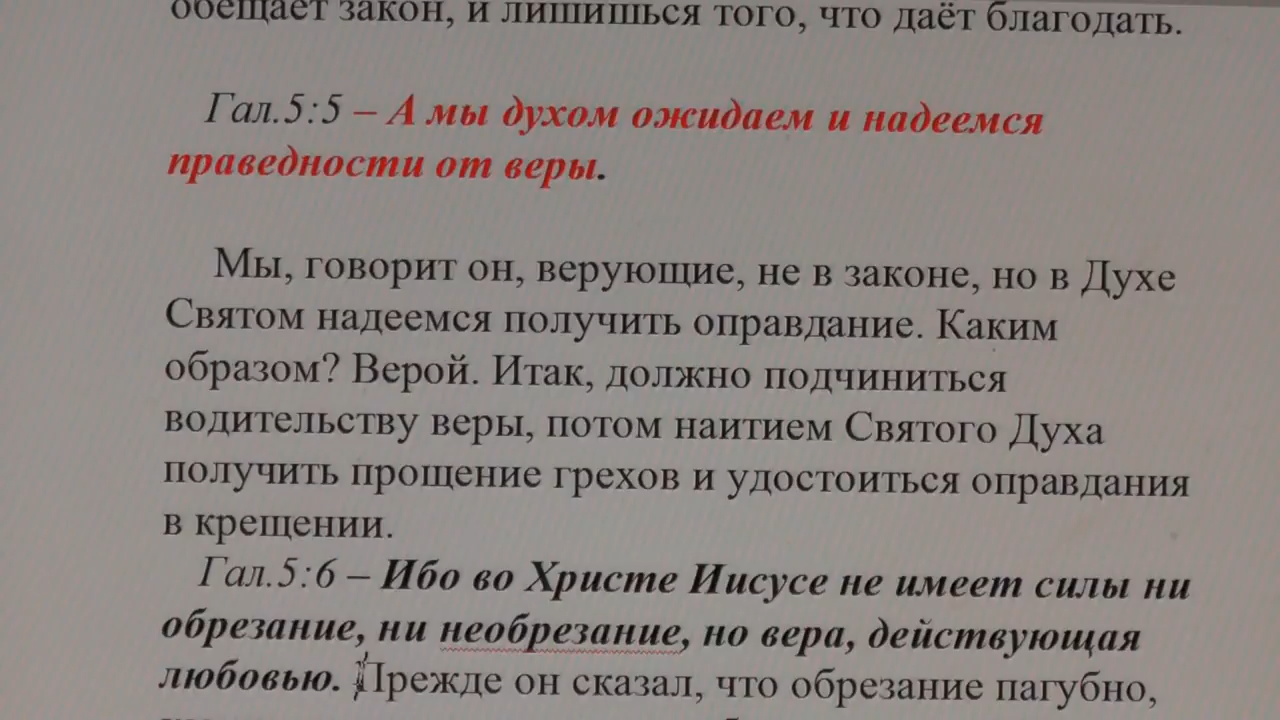 обещает закон, и лишишься того, что даёт благодать.
Гал.5:5 – А мы духом ожидаем и надеемся
праведности от веры.
Мы, говорит он, верующие, не в законе, но в Духе
Святом надеемся получить оправдание. Каким
образом? Верой. Итак, должно подчиниться
водительству веры, потом наитием Святого Духа
получить прощение грехов и удостоиться оправдания
в крещении.
Гал.5:6 – Ибо во Христе Иисусе не имеет силы ни
обрезание, ни необрезание, но вера, действующая
любовью. Прежде он сказал, что обрезание пагубно,